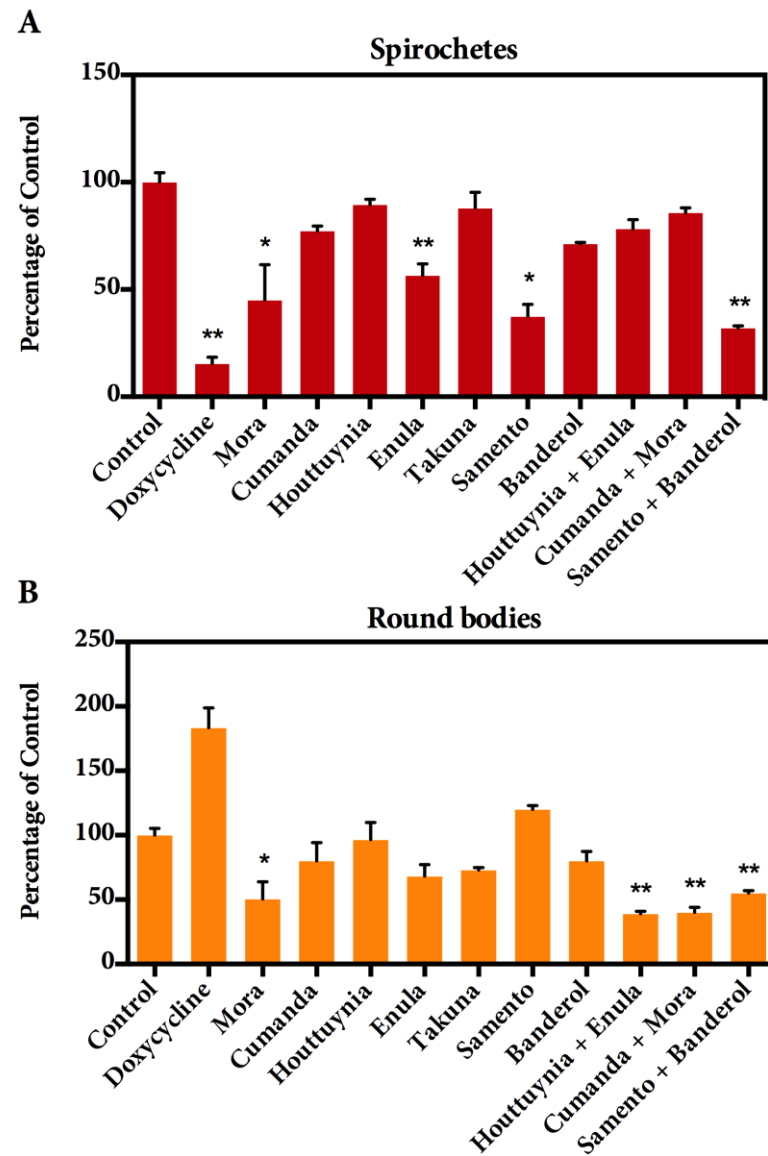 A
Spirochetes
Percentage of Control
150
100
50
0
*
**
**
*
**
Control
Doxycycline
Mora
Cumanda
Houttuynia
Enula
Takuna
Samento
Banderol
Houttuynia + Enula
Cumanda + Mora
Samento + Banderol
B
Round bodies
Percentage of Control
250
200
150
100
50
0
*
**
**
**
Control
Doxycycline
Mora
Cumanda
Houttuynia
Enula
Takuna
Samento
Banderol
Houttuynia + Enula
Cumanda + Mora
Samento + Banderol